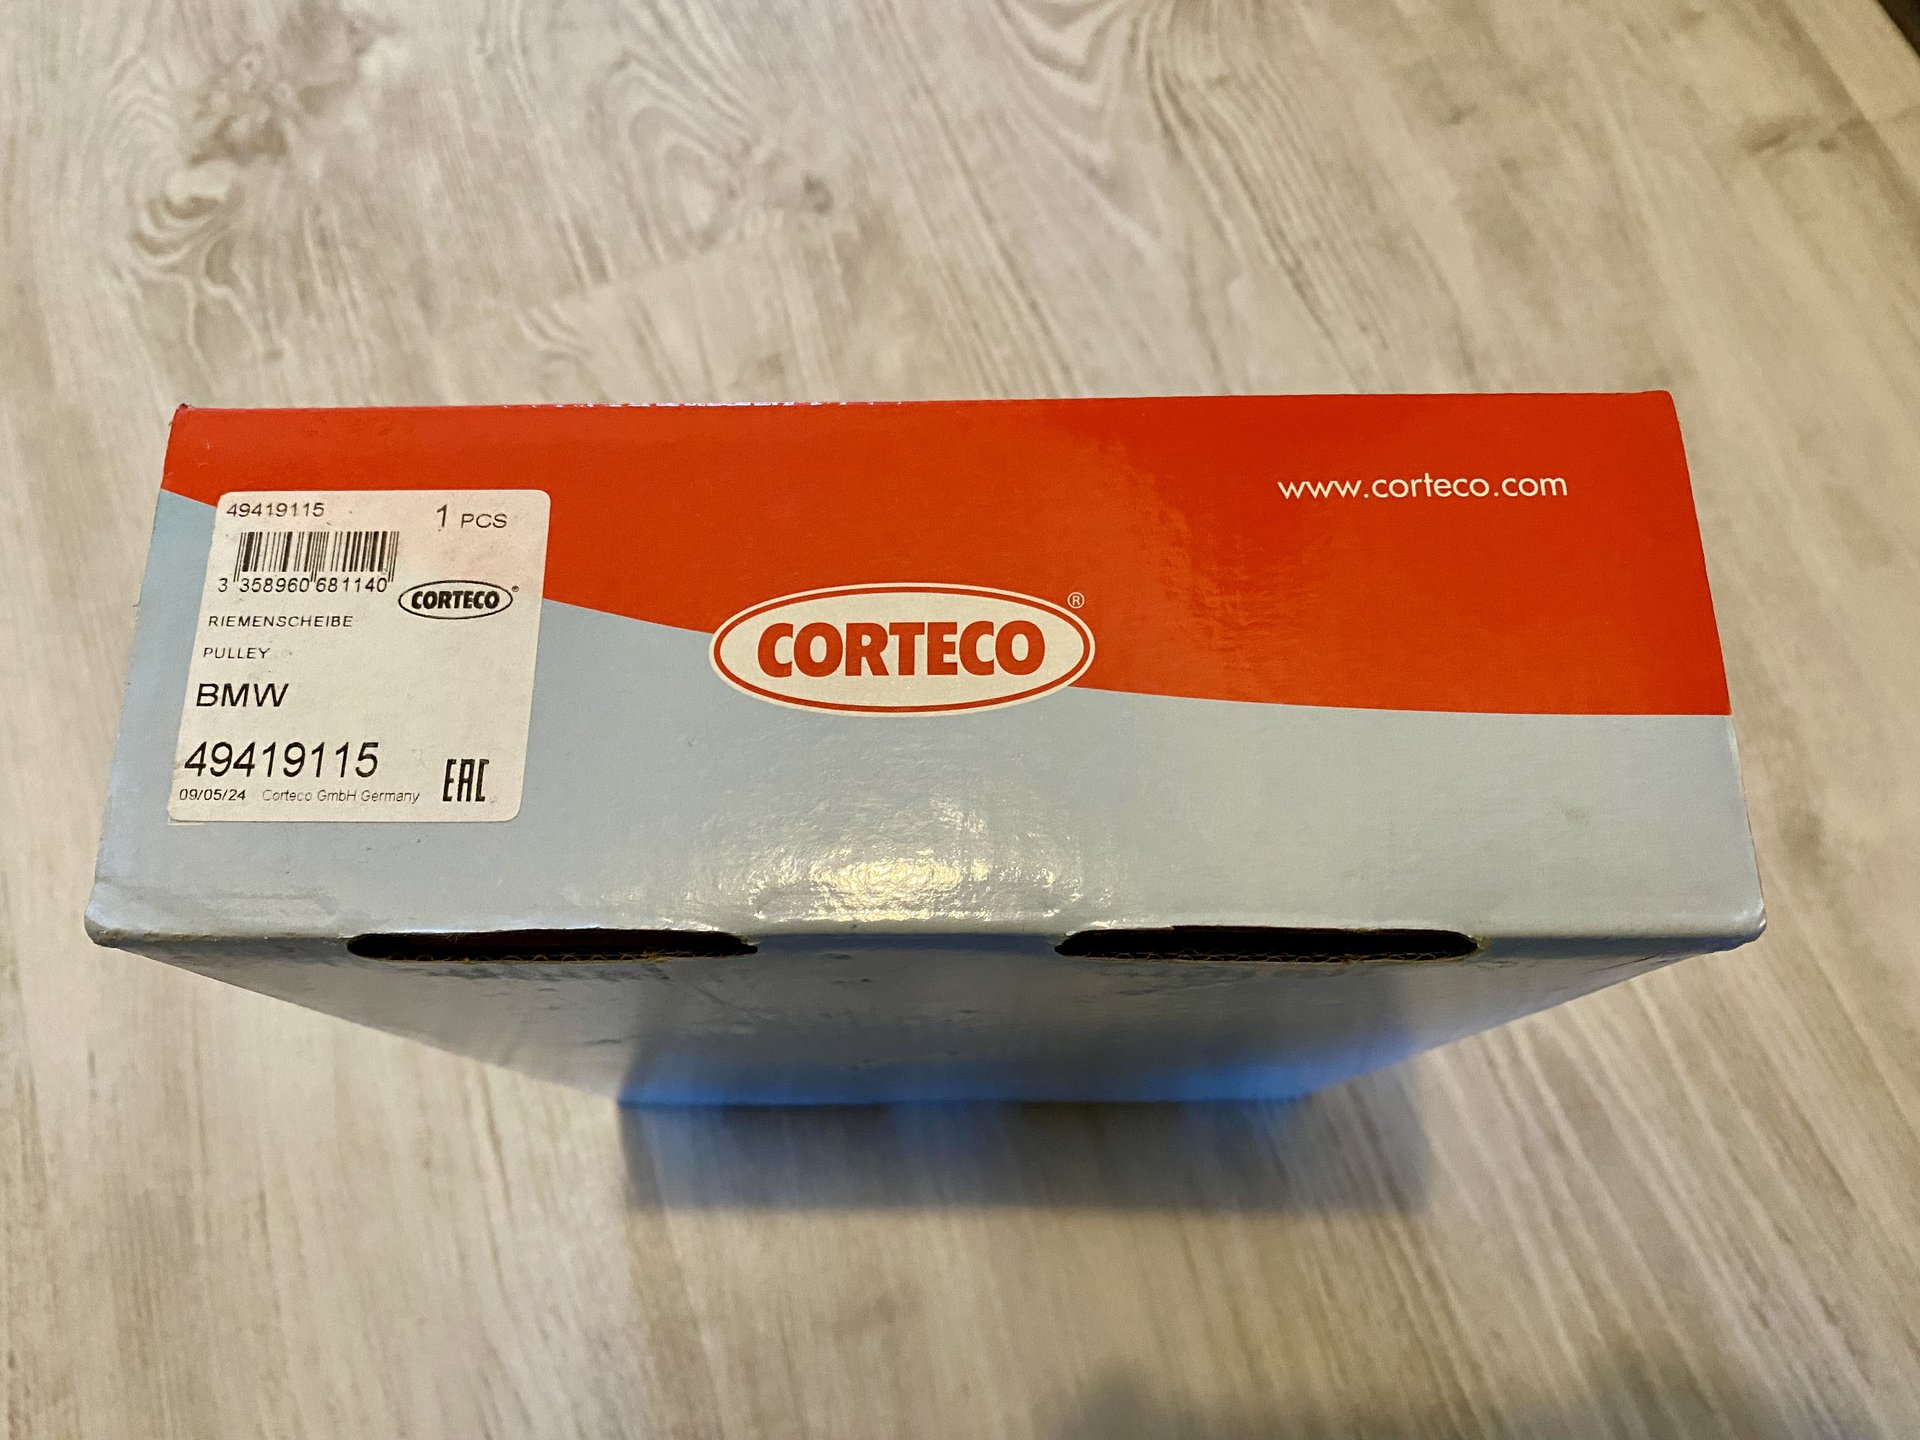 49419115
1 PCS
3 358960 681140
CORTECO®
RIEMENSCHEIBE
PULLEY
BMW
49419115
09/05/24 Corteco GmbH Germany
EAC
CORTECO®
www.corteco.com